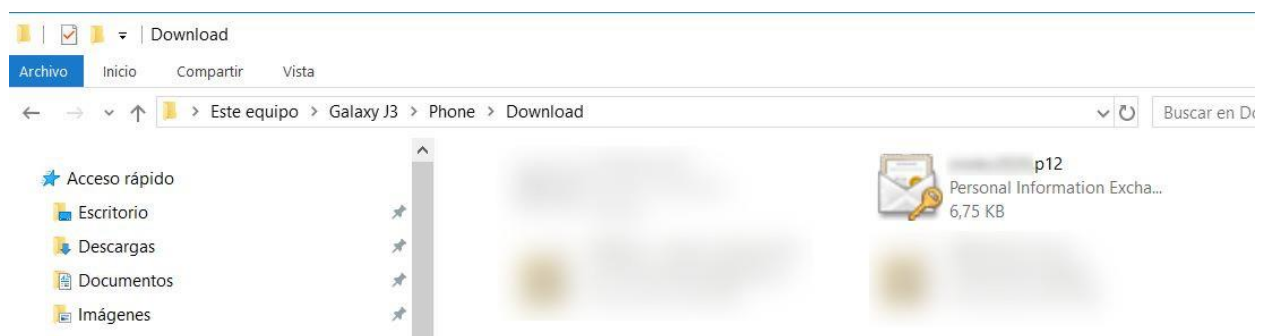 Download
Archivo Inicio Compartir Vista
Este equipo > Galaxy J3 > Phone > Download
Buscar en Do
Acceso rápido
Escritorio
Descargas
Documentos
Imágenes
p12
Personal Information Excha...
6,75 KB